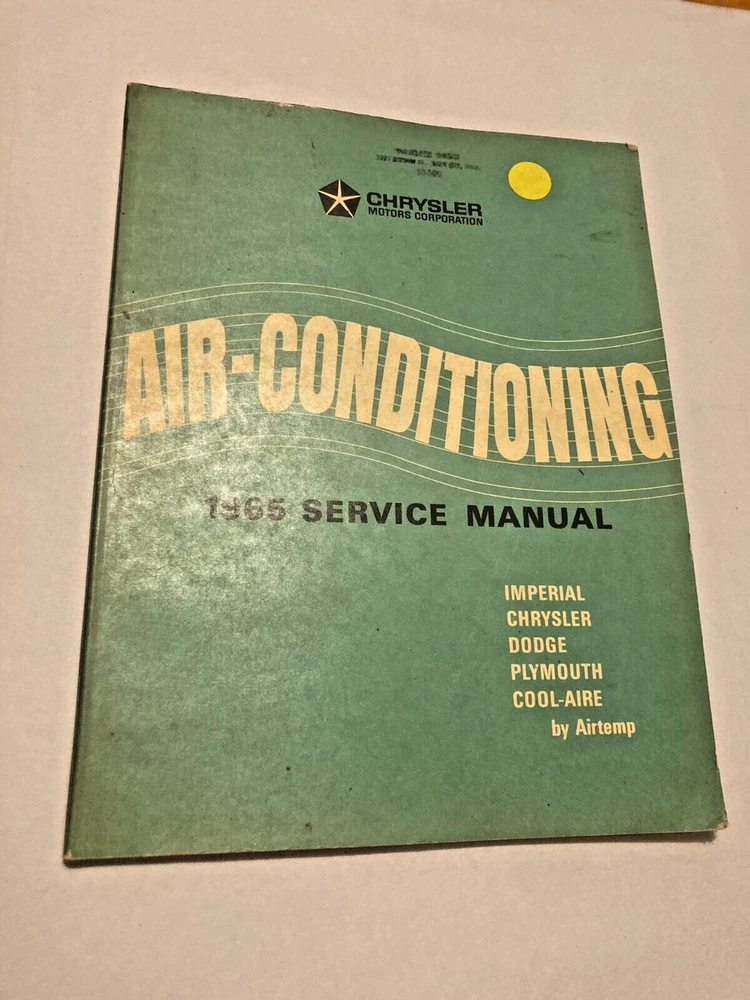 CHRYSLER
MOTORS CORPORATION
AIR-CONDITIONING
1965 SERVICE MANUAL
IMPERIAL
CHRYSLER
DODGE
PLYMOUTH
COOL-AIRE
by Airtemp